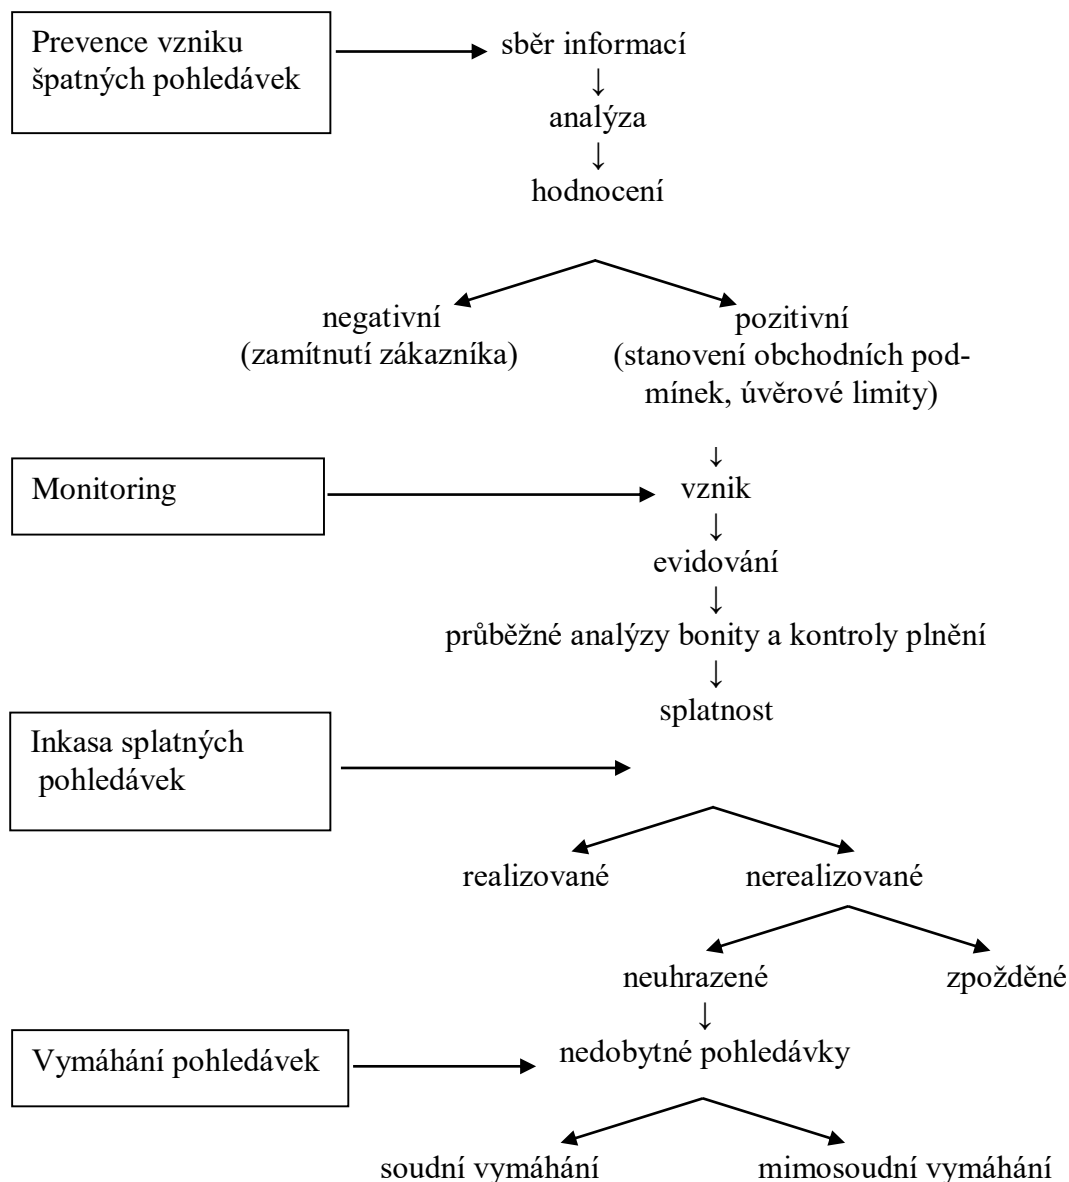 Prevence vzniku
špatných pohledávek
sběr informací
↓
analýza
↓
hodnocení
negativní
(zamítnutí zákazníka)
pozitivní
(stanovení obchodních pod-
mínek, úvěrové limity)
↓
Monitoring
vznik
↓
evidování
↓
průběžné analýzy bonity a kontroly plnění
↓
splatnost
Inkasa splatných
pohledávek
realizované
nerealizované
neuhrazené
zpožděné
↓
Vymáhání pohledávek
nedobytné pohledávky
soudní vymáhání
mimosoudní vymáhání